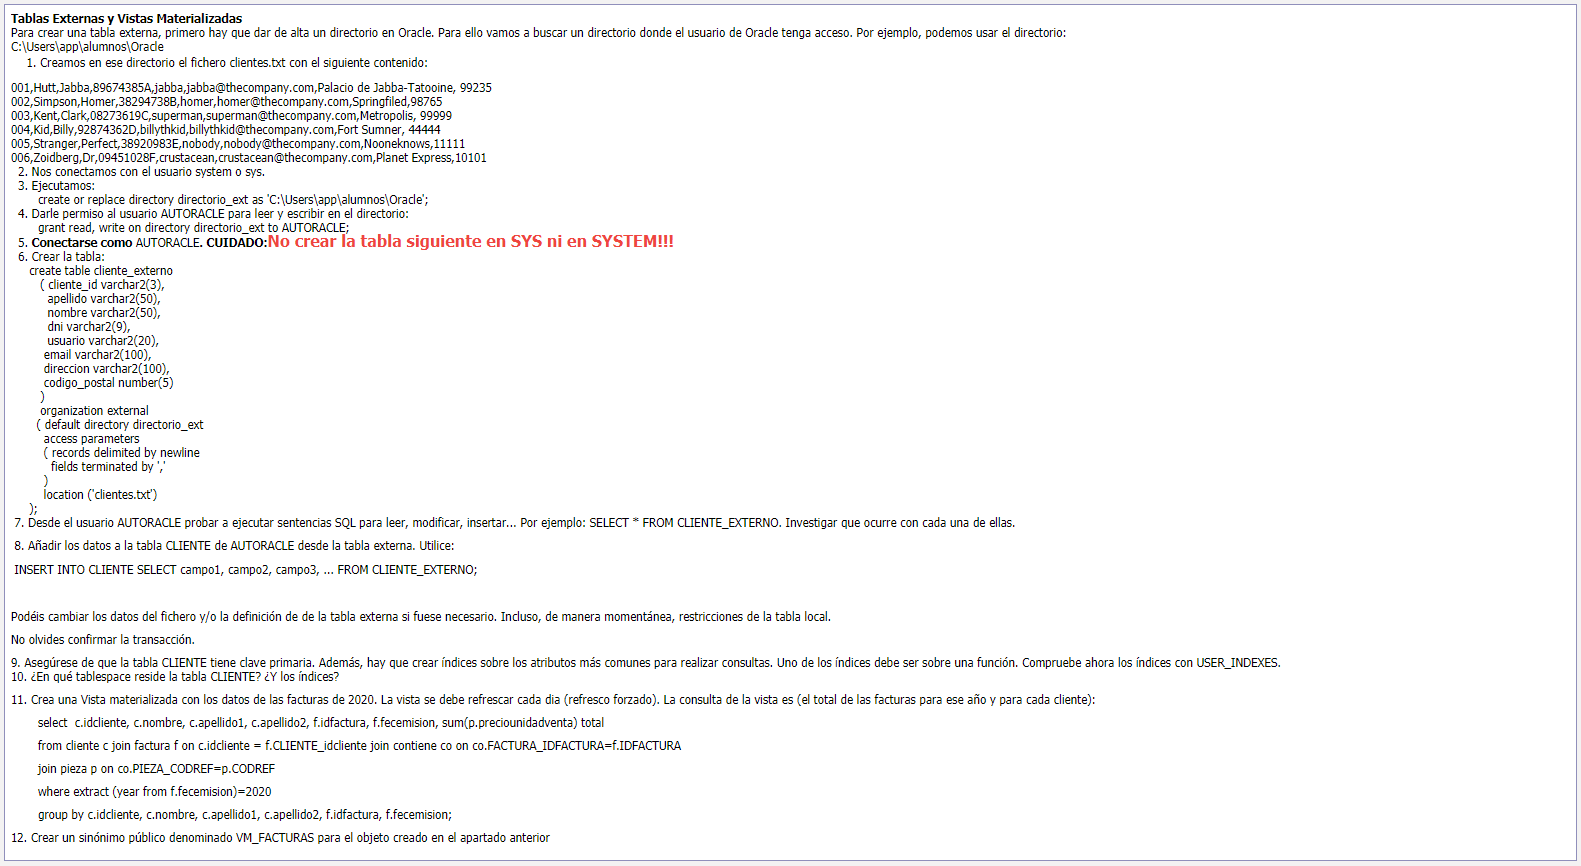 Tablas Externas y Vistas Materializadas
Para crear una tabla externa, primero hay que dar de alta un directorio en Oracle. Para ello vamos a buscar un directorio donde el usuario de Oracle tenga acceso. Por ejemplo, podemos usar el directorio:
C:\Users\app\alumnos\Oracle
1. Creamos en ese directorio el fichero clientes.txt con el siguiente contenido:
001,Hutt,Jabba,89674385A,jabba,jabba@thecompany.com,Palacio de Jabba-Tatooine, 99235
002,Simpson,Homer,38294738B,homer,homer@thecompany.com,Springfiled,98765
003,Kent,Clark,08273619C,superman,superman@thecompany.com,Metropolis, 99999
004,Kid,Billy,92874362D,billythkid,billythkid@thecompany.com,Fort Sumner, 44444
005,Stranger,Perfect,38920983E,nobody,nobody@thecompany.com,Nooneknows,11111
006,Zoidberg,Dr,09451028F,crustacean,crustacean@thecompany.com,Planet Express,10101
2. Nos conectamos con el usuario system o sys.
3. Ejecutamos:
create or replace directory directorio_ext as 'C:\Users\app\alumnos\Oracle';
4. Darle permiso al usuario AUTORACLE para leer y escribir en el directorio:
grant read, write on directory directorio_ext to AUTORACLE;
5. Conectarse como AUTORACLE. CUIDADO:No crear la tabla siguiente en SYS ni en SYSTEM!!!
6. Crear la tabla:
create table cliente_externo
( cliente_id varchar2(3),
apellido varchar2(50),
nombre varchar2(50),
dni varchar2(9),
usuario varchar2(20),
email varchar2(100),
direccion varchar2(100),
codigo_postal number(5)
)
organization external
( default directory directorio_ext
access parameters
( records delimited by newline
fields terminated by ','
)
location ('clientes.txt')
);
7. Desde el usuario AUTORACLE probar a ejecutar sentencias SQL para leer, modificar, insertar... Por ejemplo: SELECT * FROM CLIENTE_EXTERNO. Investigar que ocurre con cada una de ellas.
8. Añadir los datos a la tabla CLIENTE de AUTORACLE desde la tabla externa. Utilice:
INSERT INTO CLIENTE SELECT campo1, campo2, campo3, ... FROM CLIENTE_EXTERNO;
Podéis cambiar los datos del fichero y/o la definición de de la tabla externa si fuese necesario. Incluso, de manera momentánea, restricciones de la tabla local.
No olvides confirmar la transacción.
9. Asegúrese de que la tabla CLIENTE tiene clave primaria. Además, hay que crear índices sobre los atributos más comunes para realizar consultas. Uno de los índices debe ser sobre una función. Compruebe ahora los índices con USER_INDEXES.
10. ¿En qué tablespace reside la tabla CLIENTE? ¿Y los índices?
11. Crea una Vista materializada con los datos de las facturas de 2020. La vista se debe refrescar cada dia (refresco forzado). La consulta de la vista es (el total de las facturas para ese año y para cada cliente):
select  c.idcliente, c.nombre, c.apellido1, c.apellido2, f.idfactura, f.fecemision, sum(p.preciounidadventa) total
from cliente c join factura f on c.idcliente = f.CLIENTE_idcliente join contiene co on co.FACTURA_IDFACTURA=f.IDFACTURA
join pieza p on co.PIEZA_CODREF=p.CODREF
where extract (year from f.fecemision)=2020
group by c.idcliente, c.nombre, c.apellido1, c.apellido2, f.idfactura, f.fecemision;
12. Crear un sinónimo público denominado VM_FACTURAS para el objeto creado en el apartado anterior